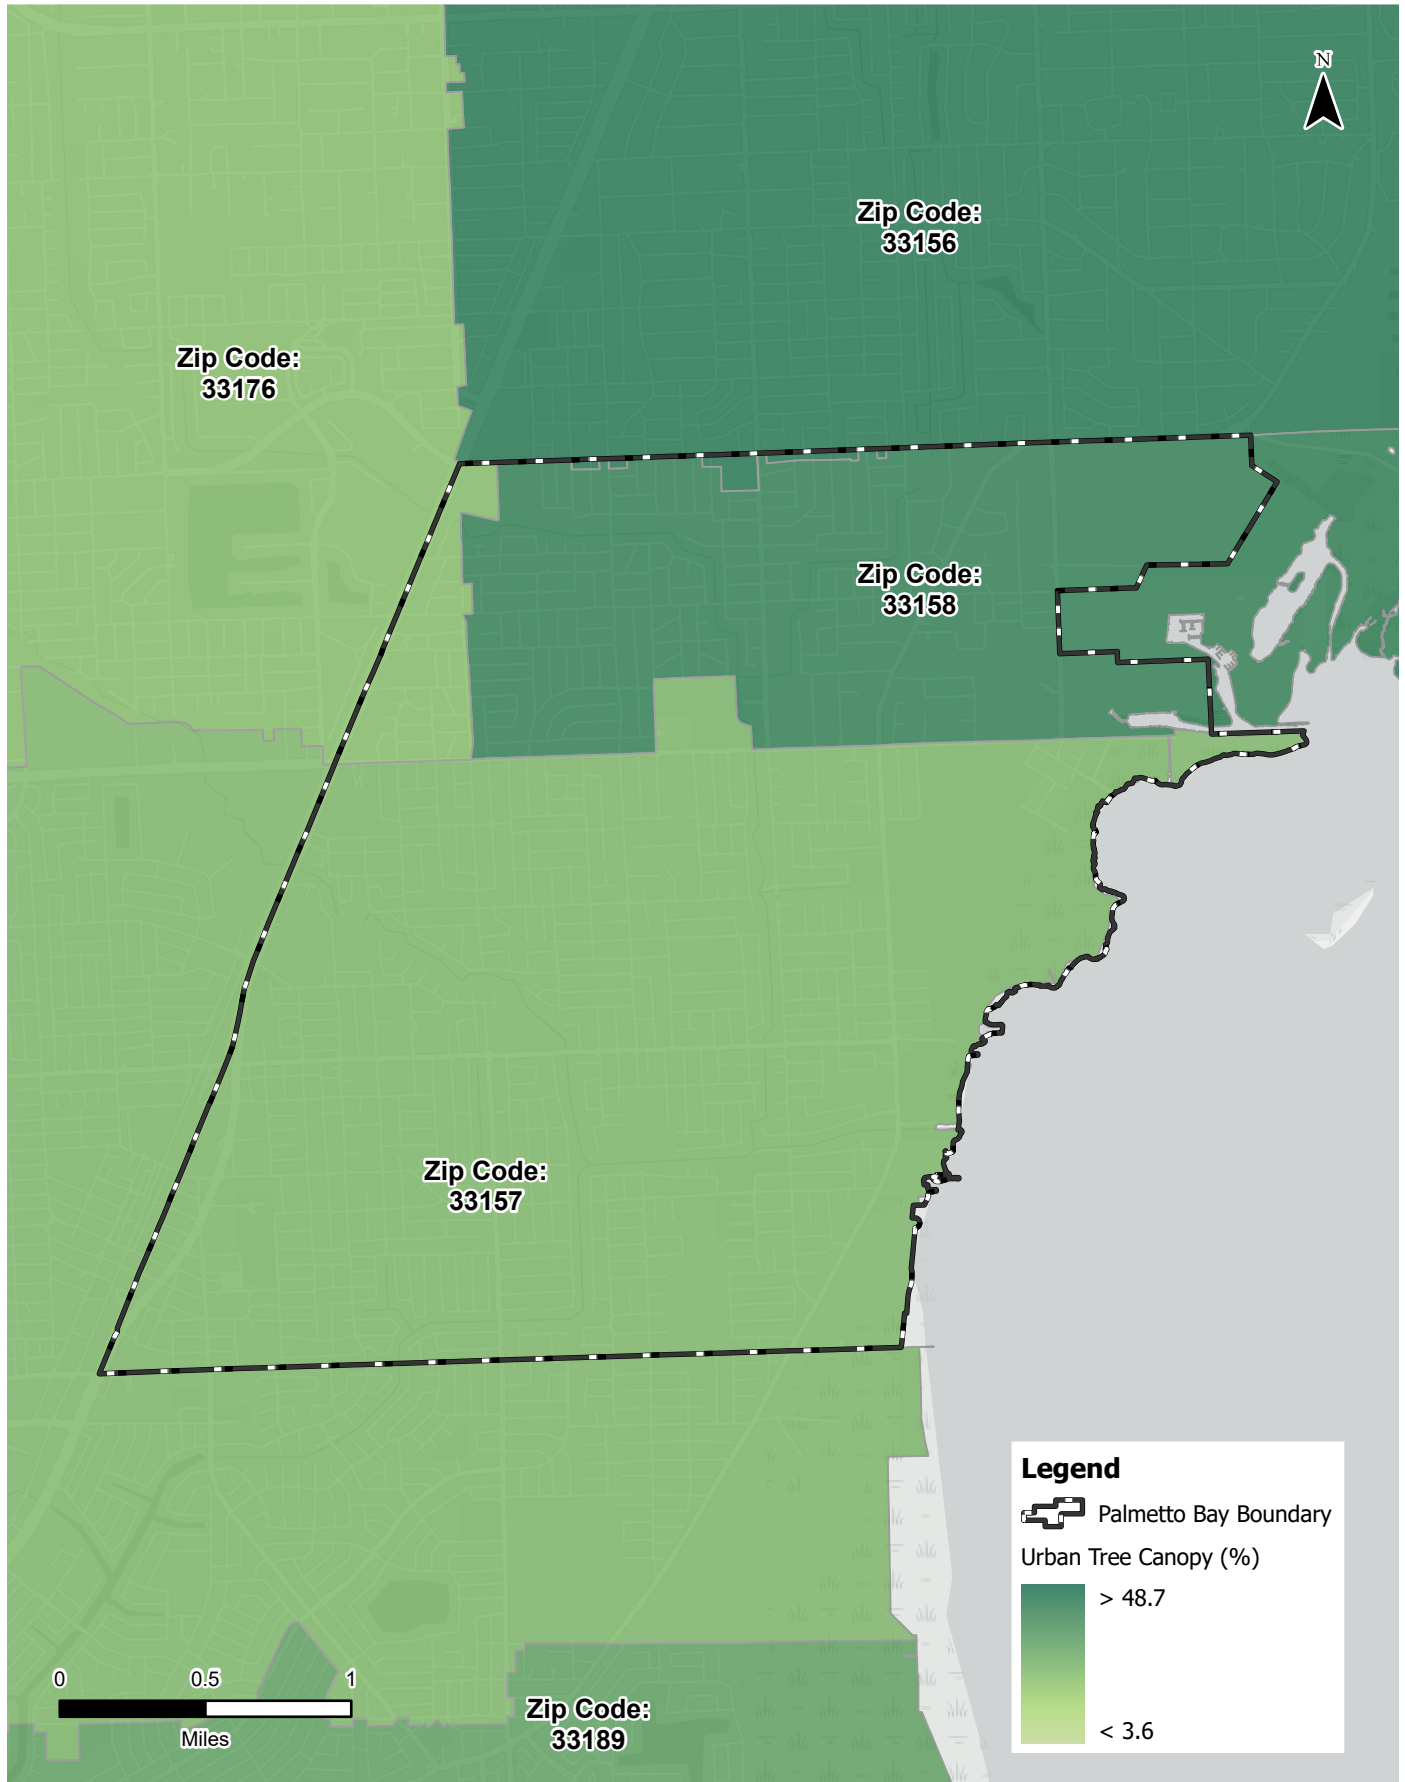 N
Zip Code:
33156
Zip Code:
33176
Zip Code:
33158
Zip Code:
33157
Legend
Palmetto Bay Boundary
Urban Tree Canopy (%)
> 48.7
< 3.6
0 0.5 1
Miles
Zip Code:
33189